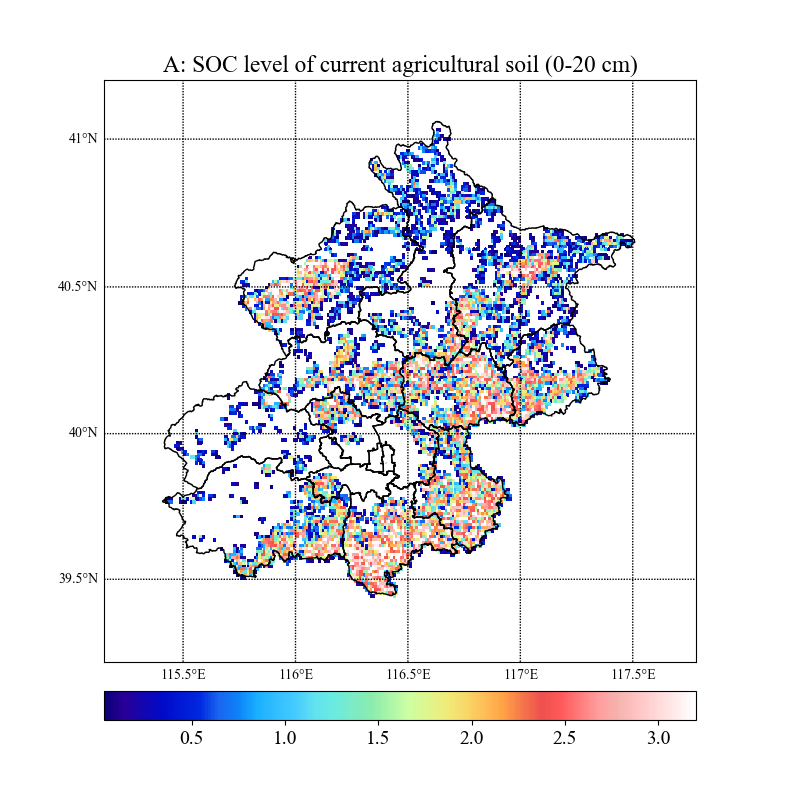 A: SOC level of current agricultural soil (0-20 cm)
41°N
40.5°N
40°N
39.5°N
115.5°E 116°E 116.5°E 117°E 117.5°E
0.5 1.0 1.5 2.0 2.5 3.0